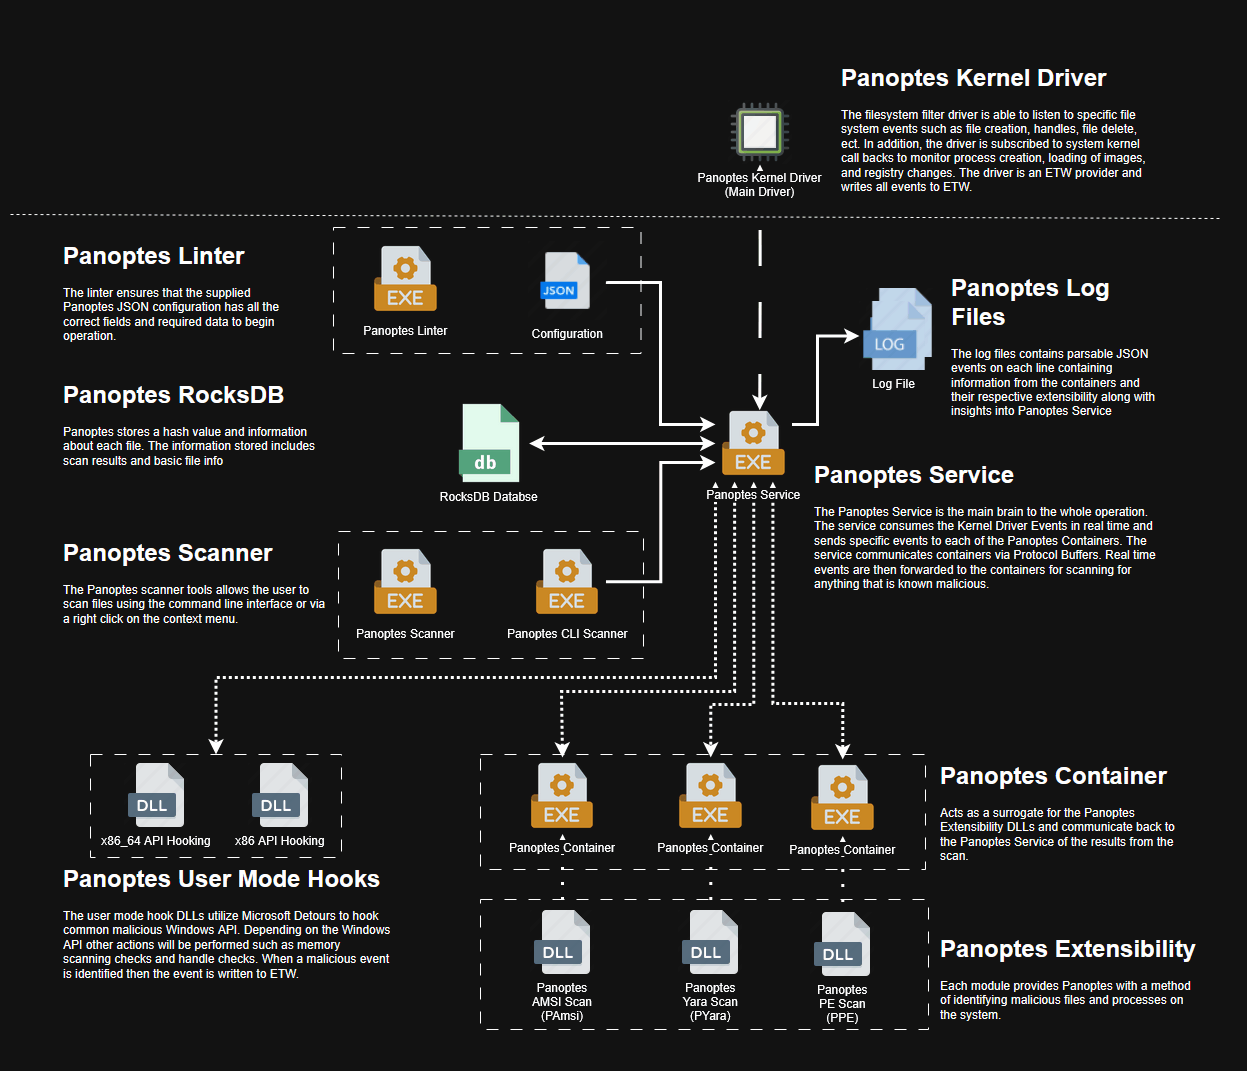 Panoptes Kernel Driver
The filesystem filter driver is able to listen to specific file
system events such as file creation, handles, file delete,
ect. In addition, the driver is subscribed to system kernel
call backs to monitor process creation, loading of images,
and registry changes. The driver is an ETW provider and
writes all events to ETW.
Panoptes Kernel Driver
(Main Driver)
Panoptes Linter
The linter ensures that the supplied
Panoptes JSON configuration has all the
correct fields and required data to begin
operation.
EXE
Panoptes Linter
JSON
Configuration
Panoptes Log
Files
The log files contains parsable JSON
events on each line containing
information from the containers and
their respective extensibility along with
insights into Panoptes Service
LOG
Log File
Panoptes RocksDB
Panoptes stores a hash value and information
about each file. The information stored includes
scan results and basic file info
db
RocksDB Databse
EXE
Panoptes Service
Panoptes Service
The Panoptes Service is the main brain to the whole operation.
The service consumes the Kernel Driver Events in real time and
sends specific events to each of the Panoptes Containers. The
service communicates containers via Protocol Buffers. Real time
events are then forwarded to the containers for scanning for
anything that is known malicious.
Panoptes Scanner
The Panoptes scanner tools allows the user to
scan files using the command line interface or via
a right click on the context menu.
EXE
Panoptes Scanner
EXE
Panoptes CLI Scanner
DLL
x86_64 API Hooking
DLL
x86 API Hooking
Panoptes User Mode Hooks
The user mode hook DLLs utilize Microsoft Detours to hook
common malicious Windows API. Depending on the Windows
API other actions will be performed such as memory
scanning checks and handle checks. When a malicious event
is identified then the event is written to ETW.
EXE
Panoptes Container
EXE
Panoptes Container
EXE
Panoptes Container
Panoptes Container
Acts as a surrogate for the Panoptes
Extensibility DLLs and communicate back to
the Panoptes Service of the results from the
scan.
DLL
Panoptes
AMSI Scan
(PAmsi)
DLL
Panoptes
Yara Scan
(PYara)
DLL
Panoptes
PE Scan
(PPE)
Panoptes Extensibility
Each module provides Panoptes with a method
of identifying malicious files and processes on
the system.